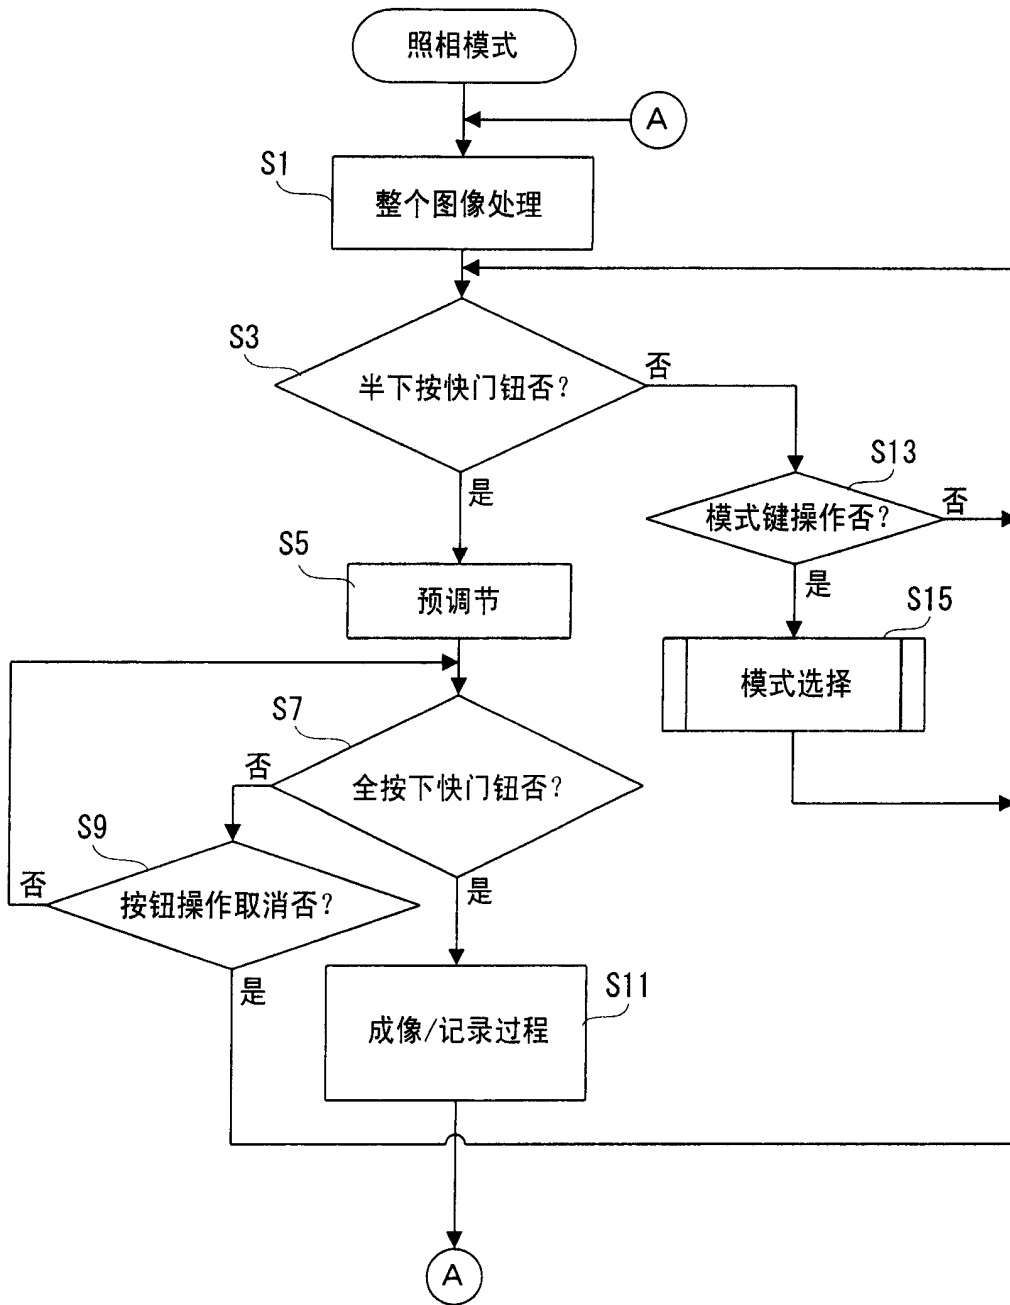 照相模式
A
S1
整个图像处理
S3
半下按快门钮否?
否
是
S13
模式键操作否?
否
是
S5
预调节
S15
模式选择
S7
全按下快门钮否?
否
是
S9
按钮操作取消否?
否
是
S11
成像/记录过程
A